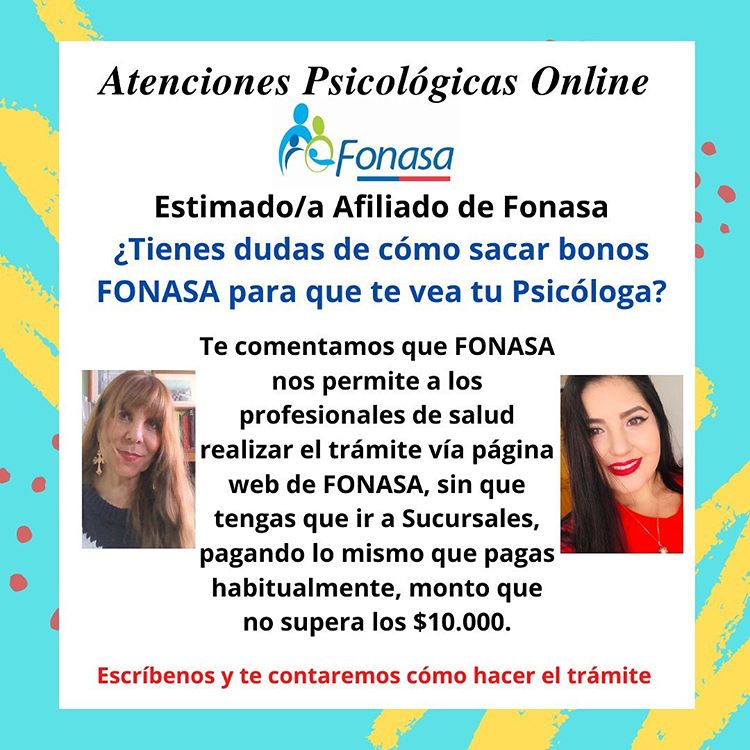 Atenciones Psicológicas Online
Fonasa
Estimado/a Afiliado de Fonasa
¿Tienes dudas de cómo sacar bonos
FONASA para que te vea tu Psicóloga?
Te comentamos que FONASA
nos permite a los
profesionales de salud
realizar el trámite vía página
web de FONASA, sin que
tengas que ir a Sucursales,
pagando lo mismo que pagas
habitualmente, monto que
no supera los $10.000.
Escríbenos y te contaremos cómo hacer el trámite